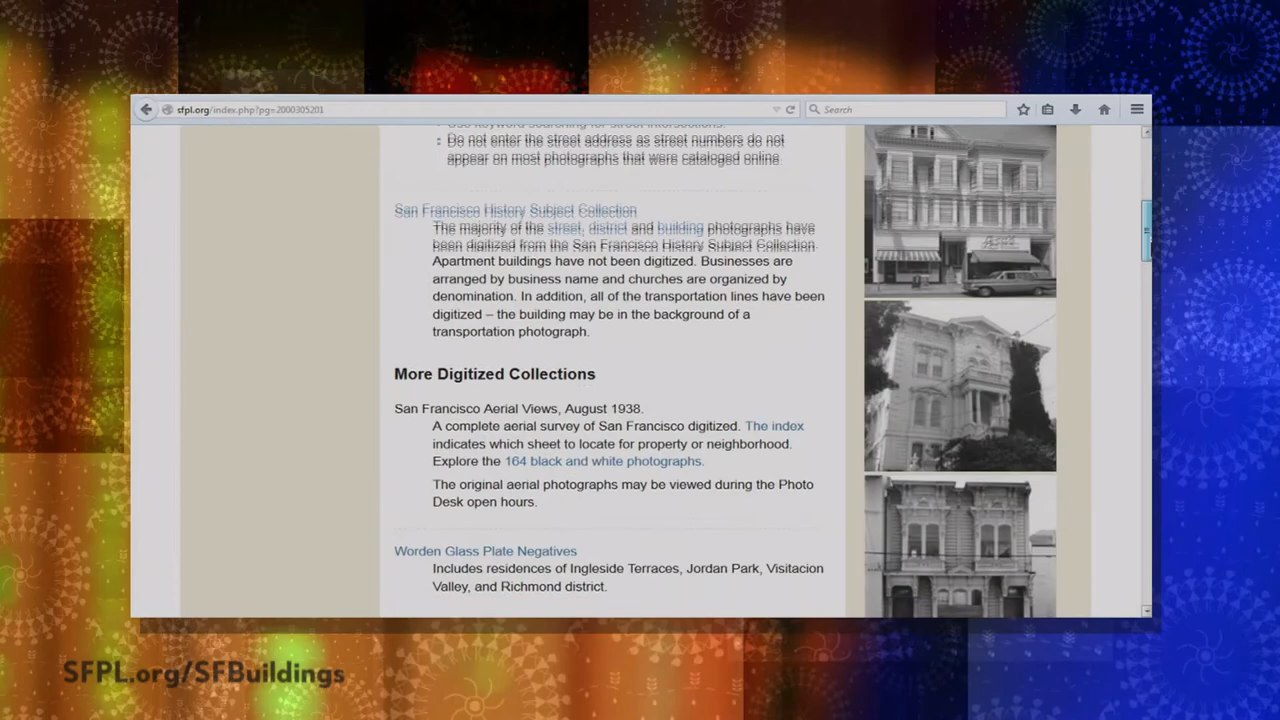 sfpl.org/index.php?pg=2000305201
Search
Use keyword searching for street intersections.
Do not enter the street address as street numbers do not
appear on most photographs that were cataloged online.
San Francisco History Subject Collection
The majority of the street, district and building photographs have
been digitized from the San Francisco History Subject Collection.
Apartment buildings have not been digitized. Businesses are
arranged by business name and churches are organized by
denomination. In addition, all of the transportation lines have been
digitized – the building may be in the background of a
transportation photograph.
More Digitized Collections
San Francisco Aerial Views, August 1938.
A complete aerial survey of San Francisco digitized. The index
indicates which sheet to locate for property or neighborhood.
Explore the 164 black and white photographs.
The original aerial photographs may be viewed during the Photo
Desk open hours.
Worden Glass Plate Negatives
Includes residences of Ingleside Terraces, Jordan Park, Visitacion
Valley, and Richmond district.
SFPL.org/SFBuildings